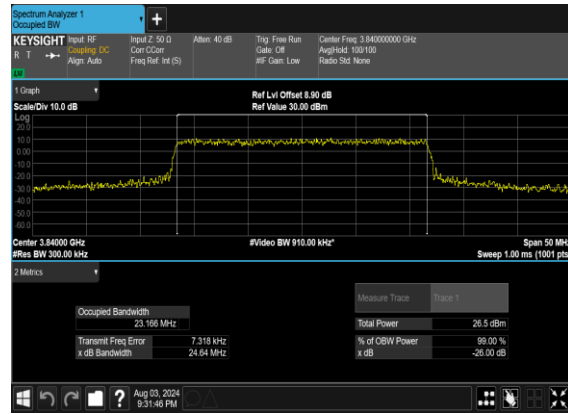 Spectrum Analyzer 1
Occupied BW
KEYSIGHT
R T
LXI
Input: RF
Coupling: DC
Align: Auto
Input Z: 50 Ω
Corr CCorr
Freq Ref: Int (S)
Atten: 40 dB
Trig: Free Run
Gate: Off
#IF Gain: Low
Center Freq: 3.840000000 GHz
Avg|Hold: 100/100
Radio Std: None
1 Graph
Scale/Div 10.0 dB
Ref Lvl Offset 8.90 dB
Ref Value 30.00 dBm
Log
20.0
10.0
0.00
-10.0
-20.0
-30.0
-40.0
-50.0
-60.0
Center 3.84000 GHz
#Res BW 300.00 kHz
#Video BW 910.00 kHz*
Span 50 MHz
Sweep 1.00 ms (1001 pts
2 Metrics
Measure Trace
Trace 1
Occupied Bandwidth
23.166 MHz
Total Power
26.5 dBm
Transmit Freq Error
7.318 kHz
% of OBW Power
99.00 %
x dB Bandwidth
24.64 MHz
x dB
-26.00 dB
?
Aug 03, 2024
9:31:46 PM